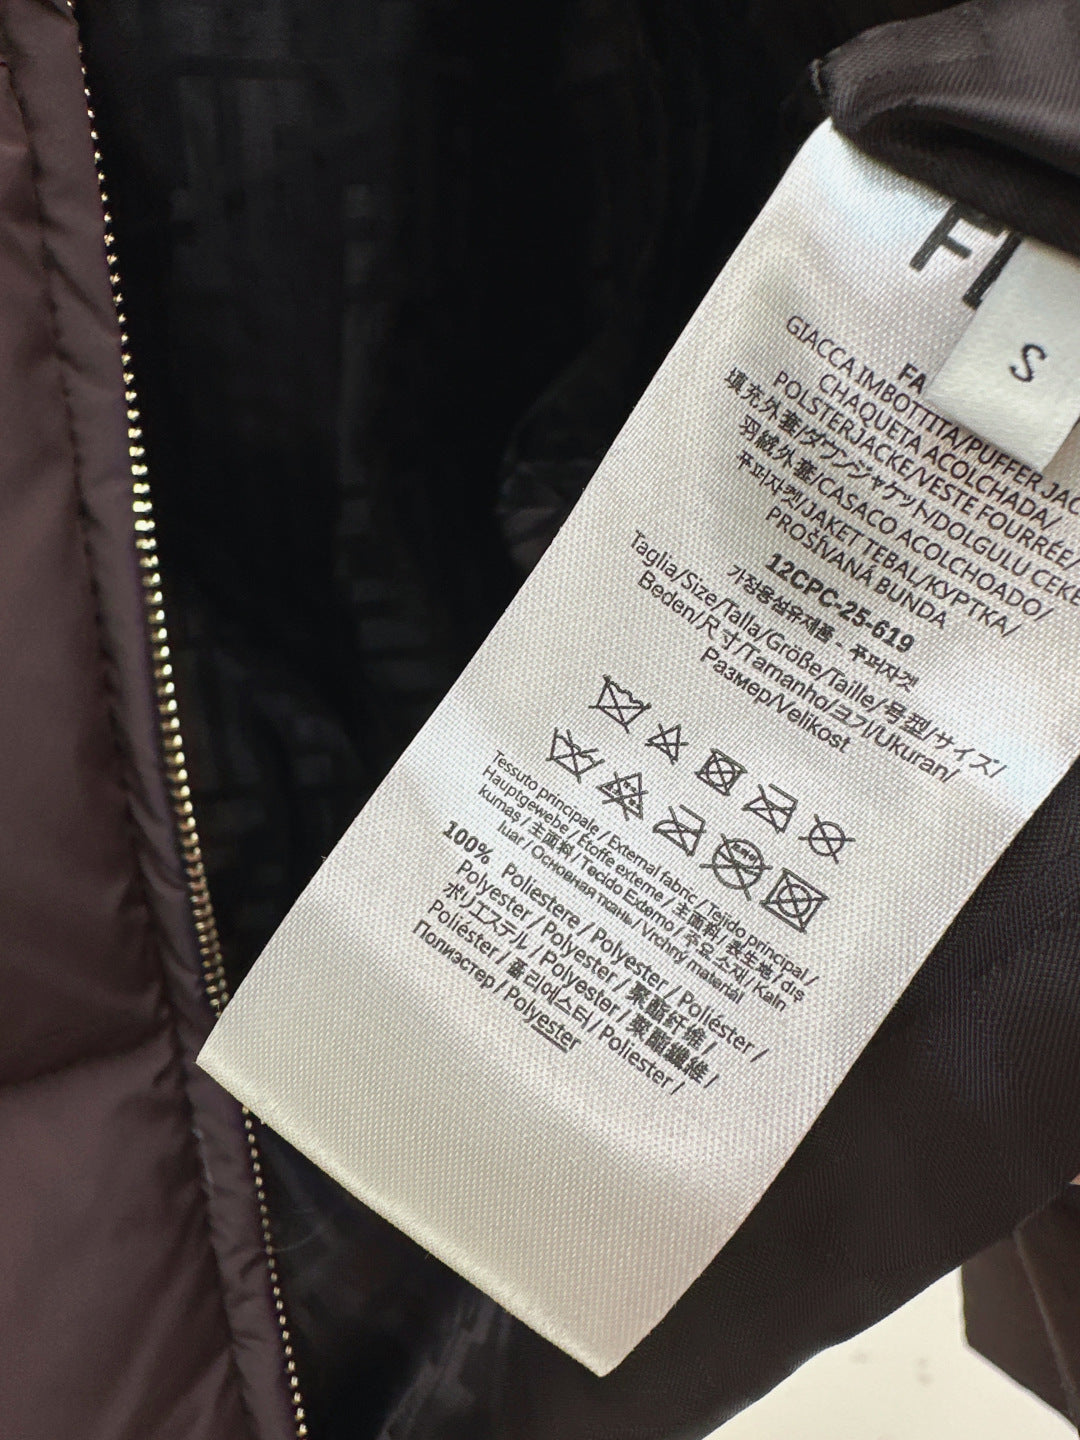 S
FA
GIACCA IMBOTTITA/PUFFER JAC
CHAQUETA ACOLCHADA/
POLSTERJACKE/VESTE FOURRÉE/
填充外套/ダウンジャケット/DOLGULU CEKE
羽絨外套/CASACO ACOLCHOADO/
푸퍼자켓/JAKET TEBAL/КУРТКА/
PROŠÍVANÁ BUNDA
12CPC-25-619
가정용섬유제품 - 푸퍼자켓
Taglia/Size/Talla/Größe/Taille/号型/サイズ/
Beden/尺寸/Tamanho/크기/Ukuran/
Размер/Velikost
Tessuto principale / External fabric / Tejido principal /
Hauptgewebe / Etoffe externe / 主面料 / 表生地 / dış
kumaş / 主面料 / Tecido Externo / 주요 소재 / Kain
luar / Основная ткань / Vrchný materiál
100% Poliestere / Polyester / Poliéster /
Polyester / Polyester / 聚酯纤维 /
ポリエステル / Polyester / 聚酯纖維 /
Poliéster / 폴리에스터 / Poliester /
Полиэстер / Polyester